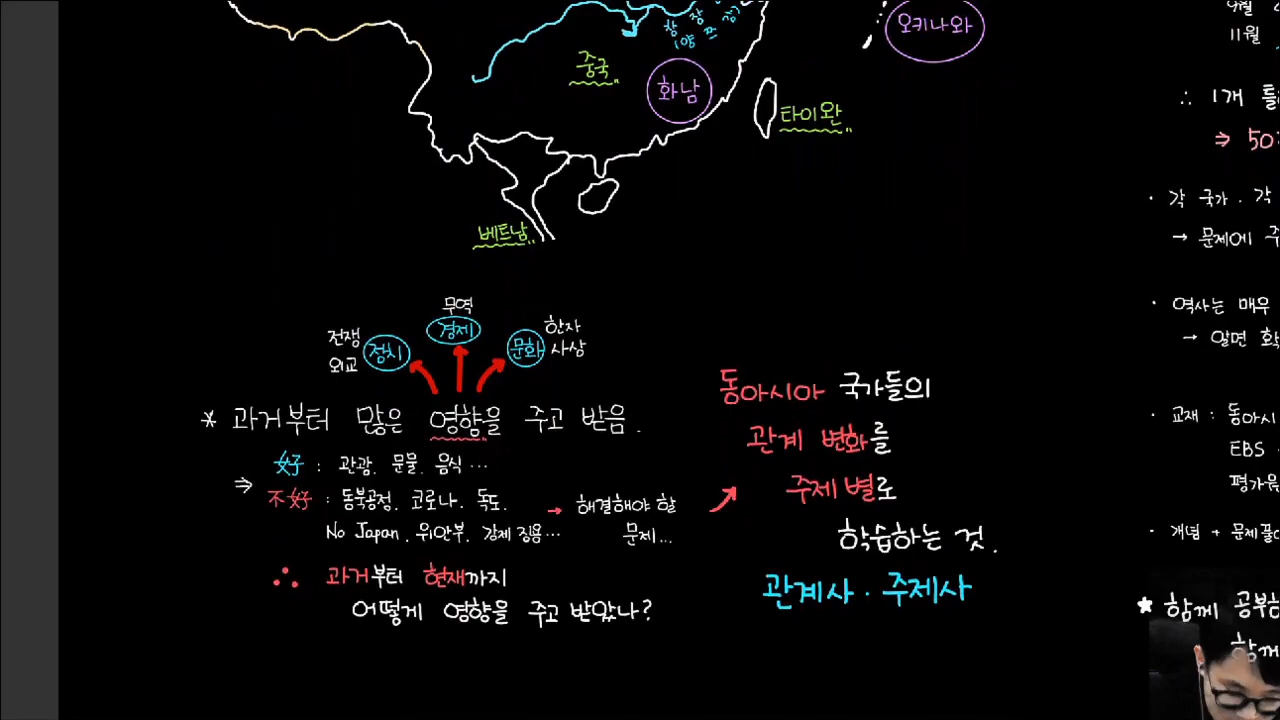 창 장
(양 쯔 강)
중국
화남
오키나와
타이완
베트남
11월
∴ 1개
⇒ 50
· 각 국가 · 각
→ 문제에
· 역사는 매우
→ 알면
· 교재 : 동아시
EBS
평가원
· 개념 + 문제풀이
★ 함께 공부
함께
무역
경제
전쟁
외교
정치
문화
한자
사상
* 과거부터 많은 영향을 주고 받음.
⇒
好 : 관광, 문물, 음식…
不好 : 동북공정, 코로나, 독도,
No Japan, 위안부, 강제 징용…
→ 해결해야 할
문제…
∴ 과거부터 현재까지
어떻게 영향을 주고 받았나?
동아시아 국가들의
관계 변화를
주제별로
학습하는 것.
관계사 · 주제사